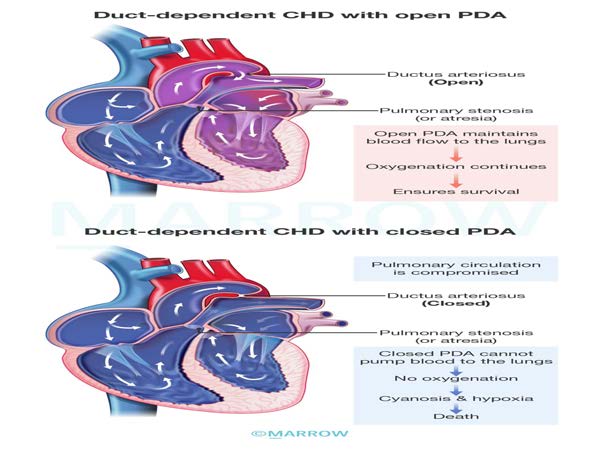 Duct-dependent CHD with open PDA
Ductus arteriosus
(Open)
Pulmonary stenosis
(or atresia)
Open PDA maintains
blood flow to the lungs
Oxygenation continues
Ensures survival
MARROW
Duct-dependent CHD with closed PDA
Pulmonary circulation
is compromised
Ductus arteriosus
(Closed)
Pulmonary stenosis
(or atresia)
Closed PDA cannot
pump blood to the lungs
No oxygenation
Cyanosis & hypoxia
Death
©MARROW